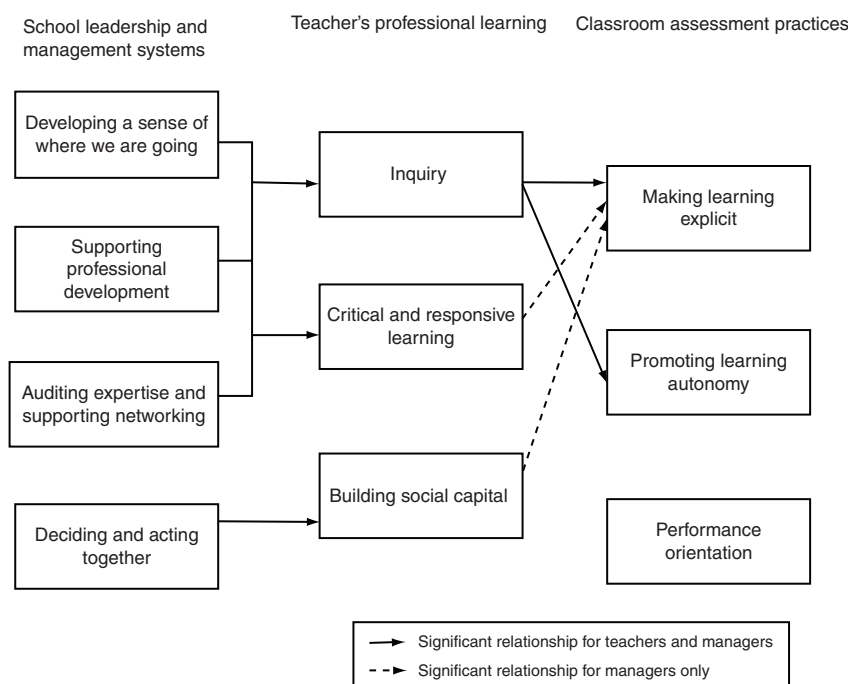 School leadership and
management systems
Teacher's professional learning
Classroom assessment practices
Developing a sense of
where we are going
Supporting
professional
development
Auditing expertise and
supporting networking
Deciding and acting
together
Inquiry
Critical and responsive
learning
Building social capital
Making learning
explicit
Promoting learning
autonomy
Performance
orientation
Significant relationship for teachers and managers
Significant relationship for managers only